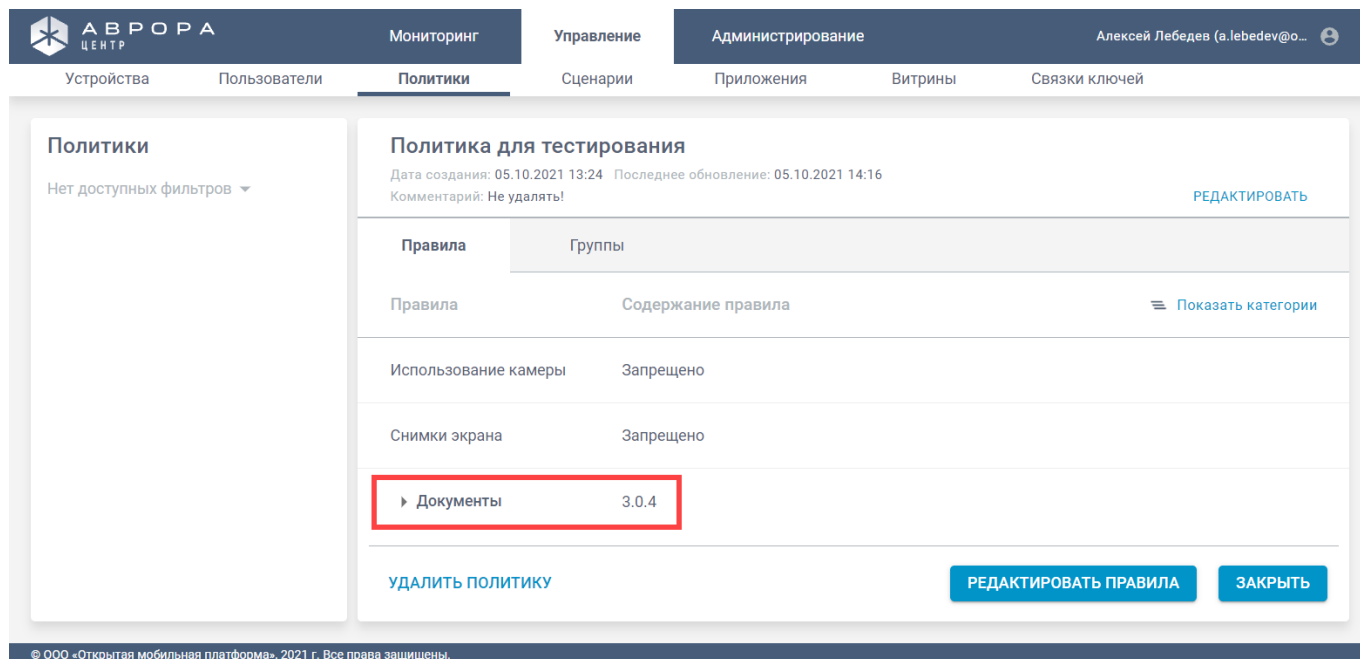 АВРОРА
ЦЕНТР
Мониторинг Управление Администрирование Алексей Лебедев (a.lebedev@o...
Устройства Пользователи Политики Сценарии Приложения Витрины Связки ключей
Политики
Нет доступных фильтров
Политика для тестирования
Дата создания: 05.10.2021 13:24 Последнее обновление: 05.10.2021 14:16
Комментарий: Не удалять!
РЕДАКТИРОВАТЬ
Правила Группы
Правила Содержание правила Показать категории
Использование камеры Запрещено
Снимки экрана Запрещено
Документы 3.0.4
УДАЛИТЬ ПОЛИТИКУ РЕДАКТИРОВАТЬ ПРАВИЛА ЗАКРЫТЬ
© ООО «Открытая мобильная платформа», 2021 г. Все права защищены.